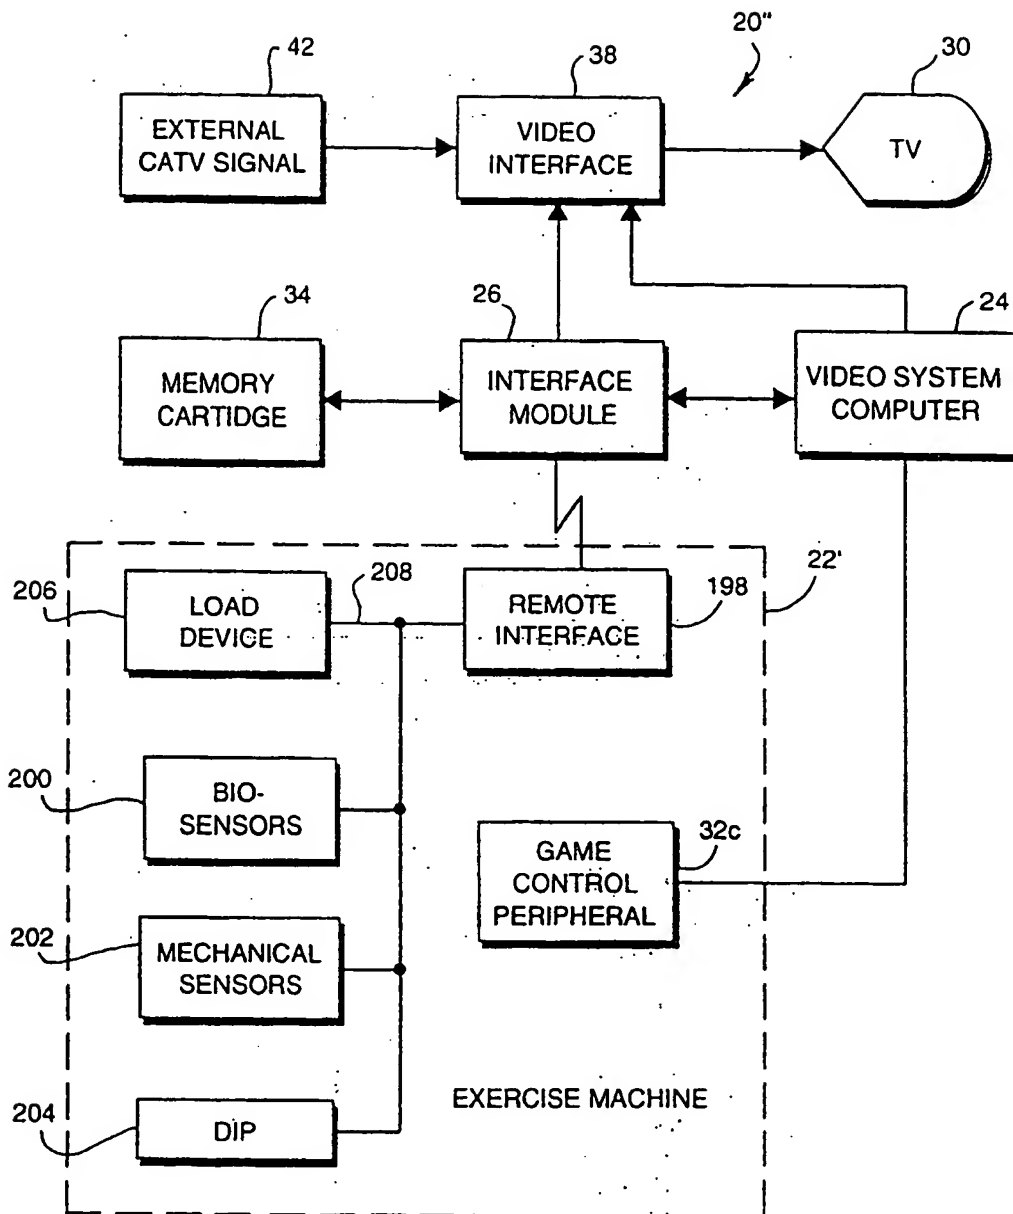 20"
42
38
30
EXTERNAL
CATV SIGNAL
VIDEO
INTERFACE
TV
34
26
24
MEMORY
CARTIDGE
INTERFACE
MODULE
VIDEO SYSTEM
COMPUTER
206
LOAD
DEVICE
208
REMOTE
INTERFACE
198
22'
200
BIO-
SENSORS
GAME
CONTROL
PERIPHERAL
32c
202
MECHANICAL
SENSORS
204
DIP
EXERCISE MACHINE